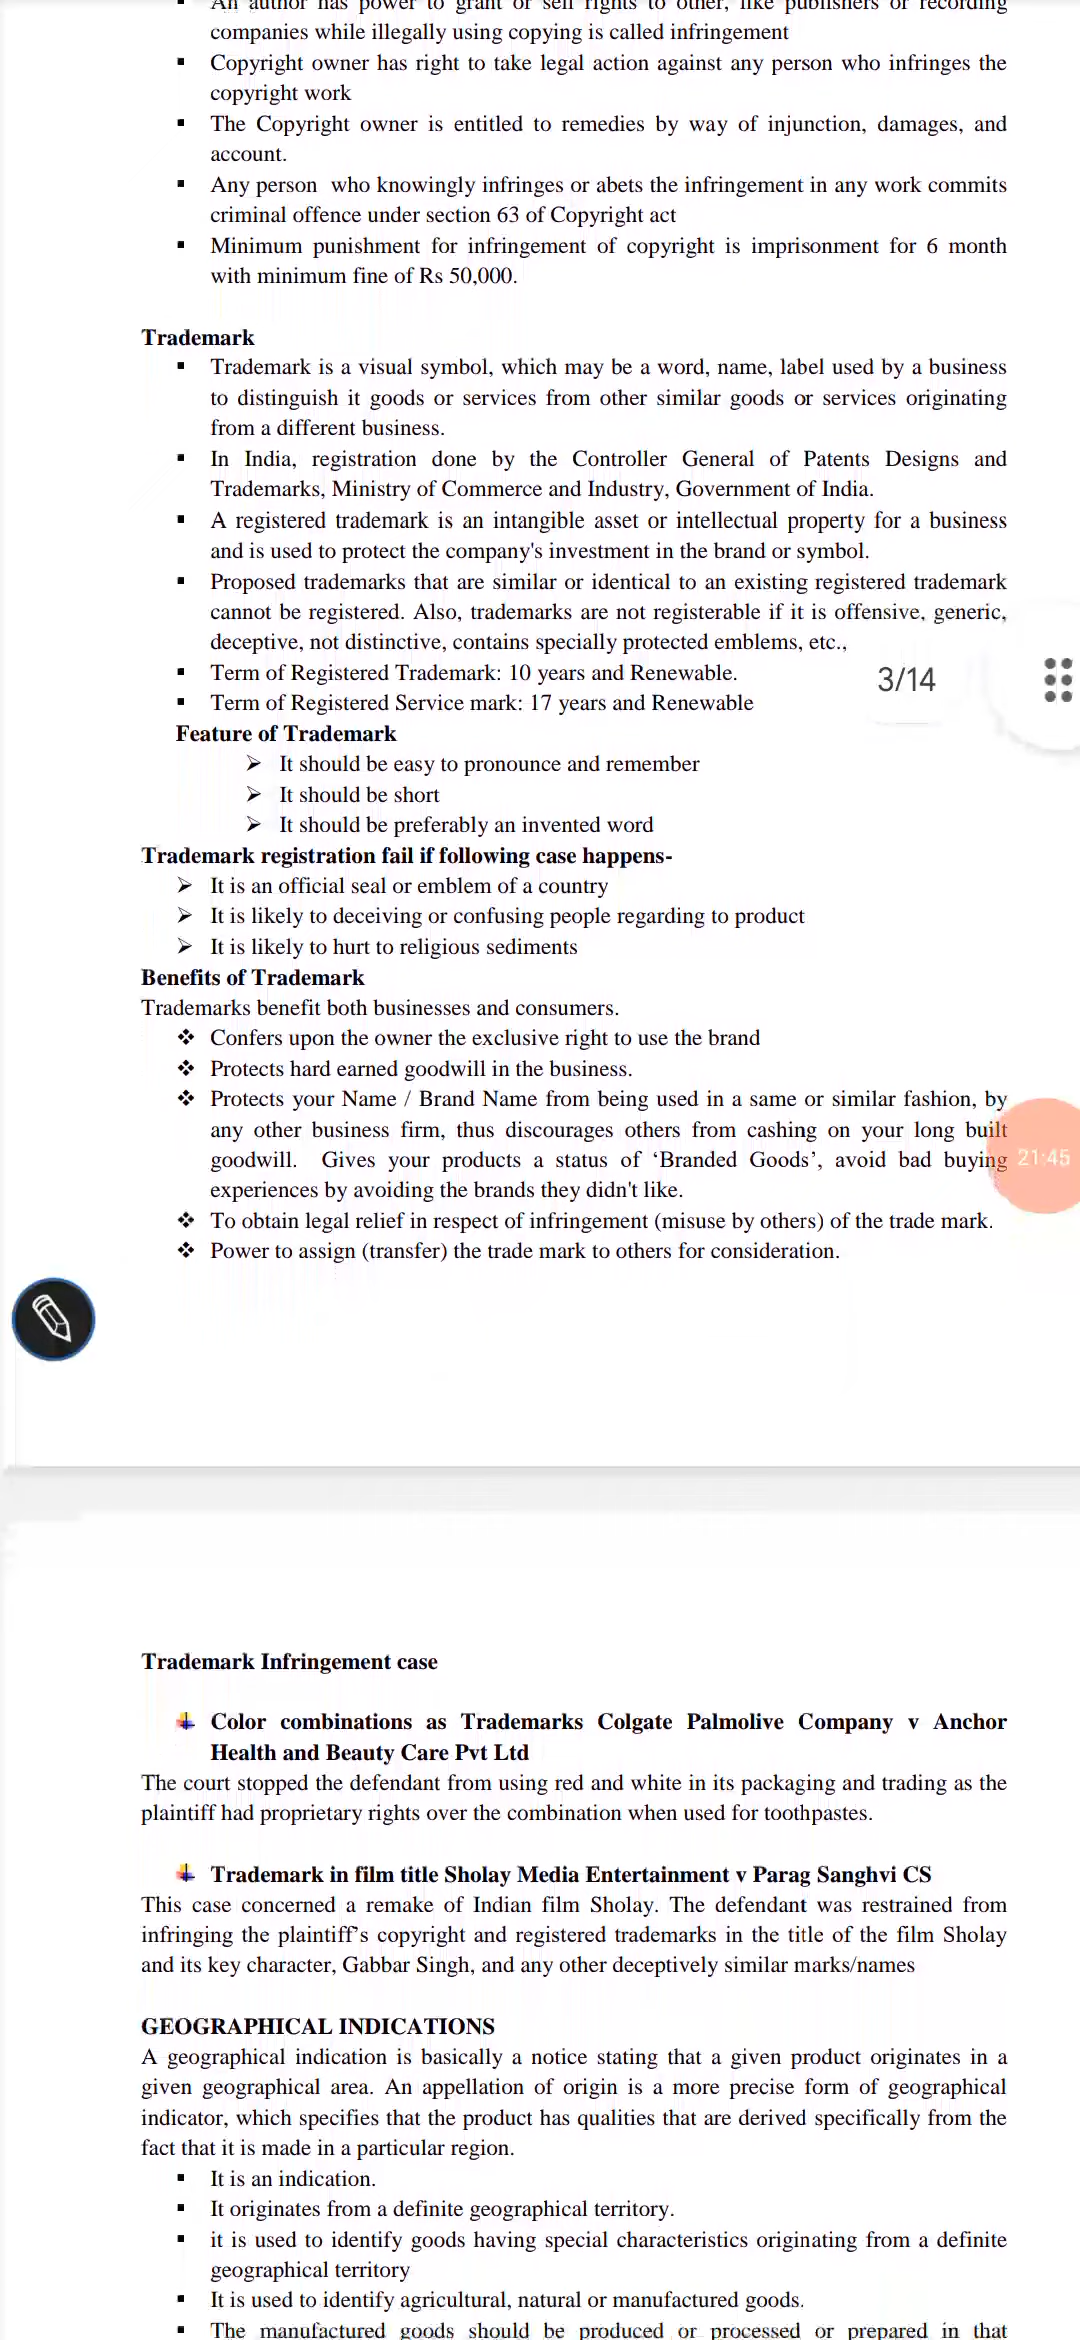 An author has power to grant or sell rights to other, like publishers or recording
companies while illegally using copying is called infringement
Copyright owner has right to take legal action against any person who infringes the
copyright work
The Copyright owner is entitled to remedies by way of injunction, damages, and
account.
Any person who knowingly infringes or abets the infringement in any work commits
criminal offence under section 63 of Copyright act
Minimum punishment for infringement of copyright is imprisonment for 6 month
with minimum fine of Rs 50,000.
Trademark
Trademark is a visual symbol, which may be a word, name, label used by a business
to distinguish it goods or services from other similar goods or services originating
from a different business.
In India, registration done by the Controller General of Patents Designs and
Trademarks, Ministry of Commerce and Industry, Government of India.
A registered trademark is an intangible asset or intellectual property for a business
and is used to protect the company's investment in the brand or symbol.
Proposed trademarks that are similar or identical to an existing registered trademark
cannot be registered. Also, trademarks are not registerable if it is offensive, generic,
deceptive, not distinctive, contains specially protected emblems, etc.,
Term of Registered Trademark: 10 years and Renewable.
3/14
Term of Registered Service mark: 17 years and Renewable
Feature of Trademark
It should be easy to pronounce and remember
It should be short
It should be preferably an invented word
Trademark registration fail if following case happens-
It is an official seal or emblem of a country
It is likely to deceiving or confusing people regarding to product
It is likely to hurt to religious sediments
Benefits of Trademark
Trademarks benefit both businesses and consumers.
Confers upon the owner the exclusive right to use the brand
Protects hard earned goodwill in the business.
Protects your Name / Brand Name from being used in a same or similar fashion, by
any other business firm, thus discourages others from cashing on your long built
goodwill. Gives your products a status of ‘Branded Goods’, avoid bad buying
21:45
experiences by avoiding the brands they didn't like.
To obtain legal relief in respect of infringement (misuse by others) of the trade mark.
Power to assign (transfer) the trade mark to others for consideration.
Trademark Infringement case
Color combinations as Trademarks Colgate Palmolive Company v Anchor
Health and Beauty Care Pvt Ltd
The court stopped the defendant from using red and white in its packaging and trading as the
plaintiff had proprietary rights over the combination when used for toothpastes.
Trademark in film title Sholay Media Entertainment v Parag Sanghvi CS
This case concerned a remake of Indian film Sholay. The defendant was restrained from
infringing the plaintiff’s copyright and registered trademarks in the title of the film Sholay
and its key character, Gabbar Singh, and any other deceptively similar marks/names
GEOGRAPHICAL INDICATIONS
A geographical indication is basically a notice stating that a given product originates in a
given geographical area. An appellation of origin is a more precise form of geographical
indicator, which specifies that the product has qualities that are derived specifically from the
fact that it is made in a particular region.
It is an indication.
It originates from a definite geographical territory.
it is used to identify goods having special characteristics originating from a definite
geographical territory
It is used to identify agricultural, natural or manufactured goods.
The manufactured goods should be produced or processed or prepared in that